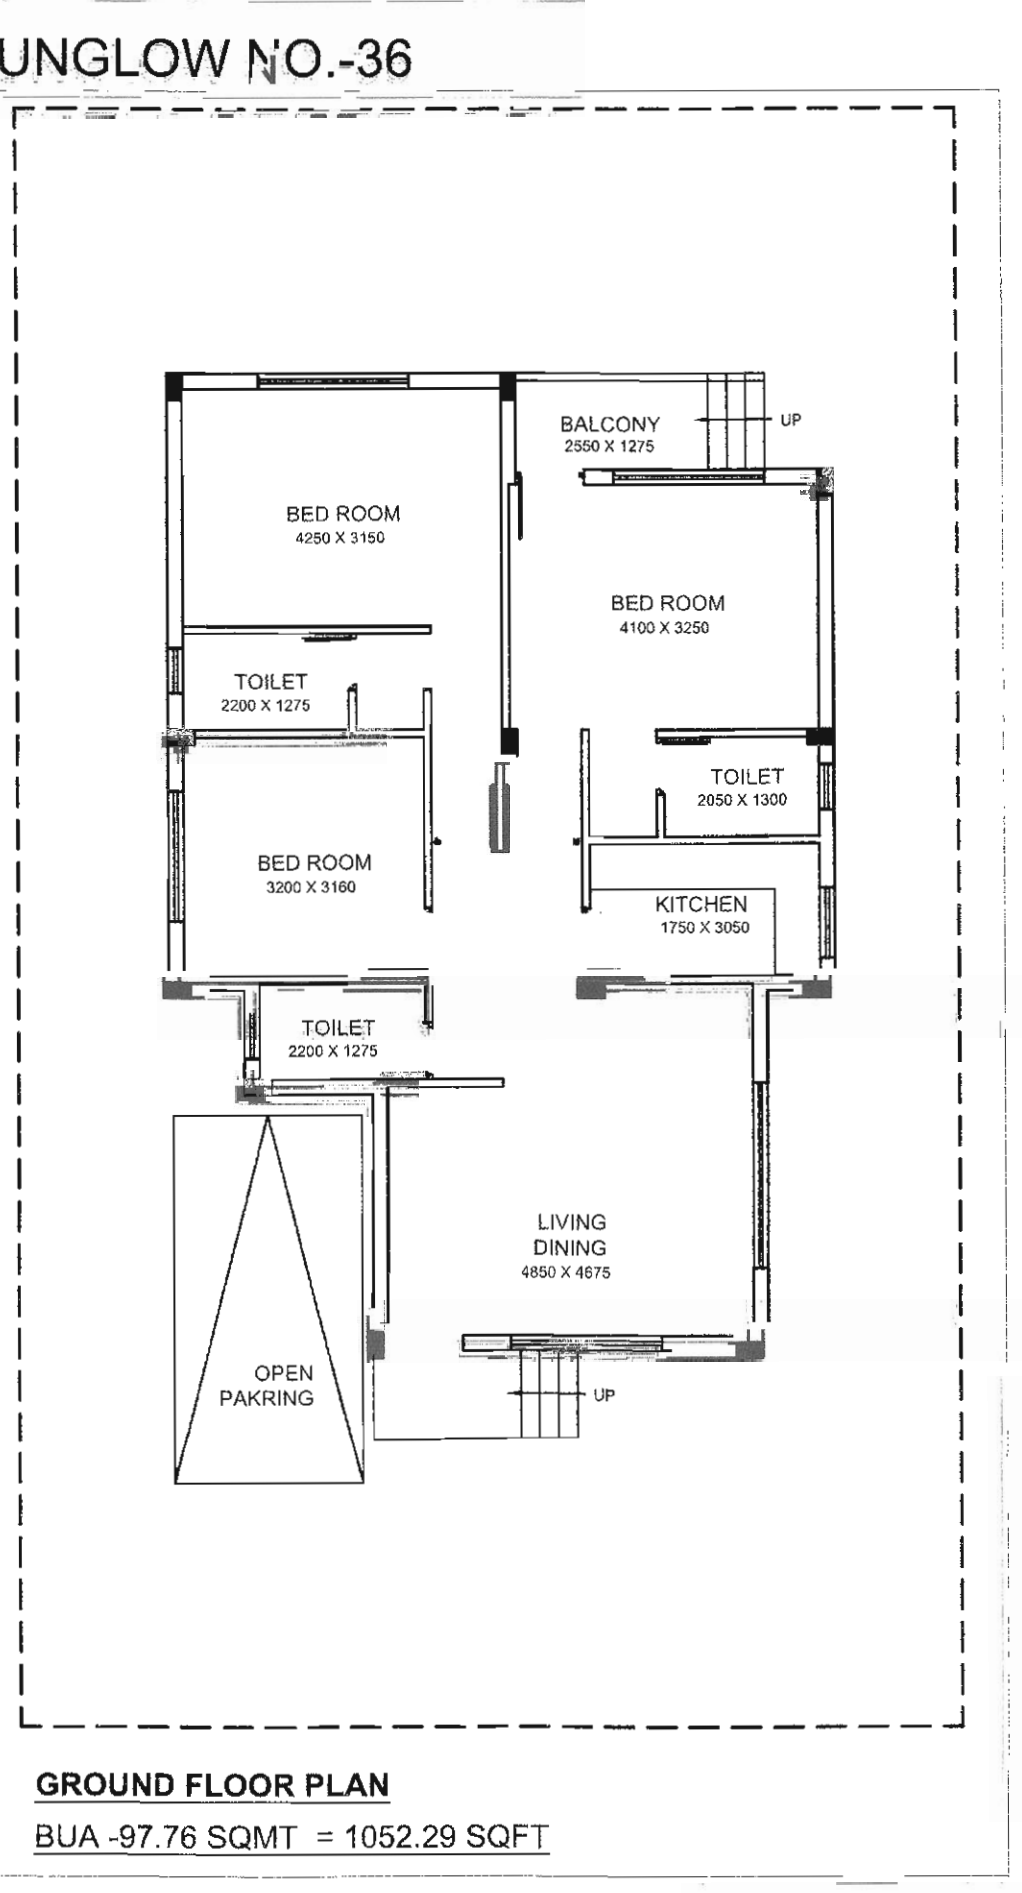 UNGLOW NO.-36
BALCONY
2550 X 1275
UP
BED ROOM
4250 X 3150
BED ROOM
4100 X 3250
TOILET
2200 X 1275
TOILET
2050 X 1300
BED ROOM
3200 X 3160
KITCHEN
1750 X 3050
TOILET
2200 X 1275
LIVING
DINING
4850 X 4675
OPEN
PAKRING
UP
GROUND FLOOR PLAN
BUA -97.76 SQMT = 1052.29 SQFT